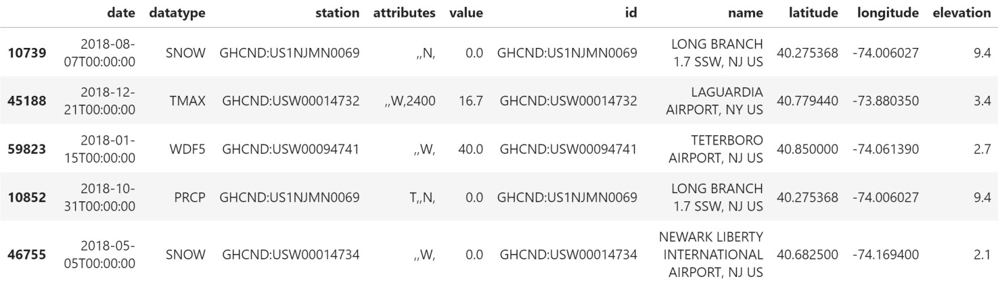 date datatype station attributes value id name latitude longitude elevation
10739 2018-08-07T00:00:00 SNOW GHCND:US1NJMN0069 ,,N, 0.0 GHCND:US1NJMN0069 LONG BRANCH 1.7 SSW, NJ US 40.275368 -74.006027 9.4
45188 2018-12-21T00:00:00 TMAX GHCND:USW00014732 ,,W,2400 16.7 GHCND:USW00014732 LAGUARDIA AIRPORT, NY US 40.779440 -73.880350 3.4
59823 2018-01-15T00:00:00 WDF5 GHCND:USW00094741 ,,W, 40.0 GHCND:USW00094741 TETERBORO AIRPORT, NJ US 40.850000 -74.061390 2.7
10852 2018-10-31T00:00:00 PRCP GHCND:US1NJMN0069 T,,N, 0.0 GHCND:US1NJMN0069 LONG BRANCH 1.7 SSW, NJ US 40.275368 -74.006027 9.4
46755 2018-05-05T00:00:00 SNOW GHCND:USW00014734 ,,W, 0.0 GHCND:USW00014734 NEWARK LIBERTY INTERNATIONAL AIRPORT, NJ US 40.682500 -74.169400 2.1